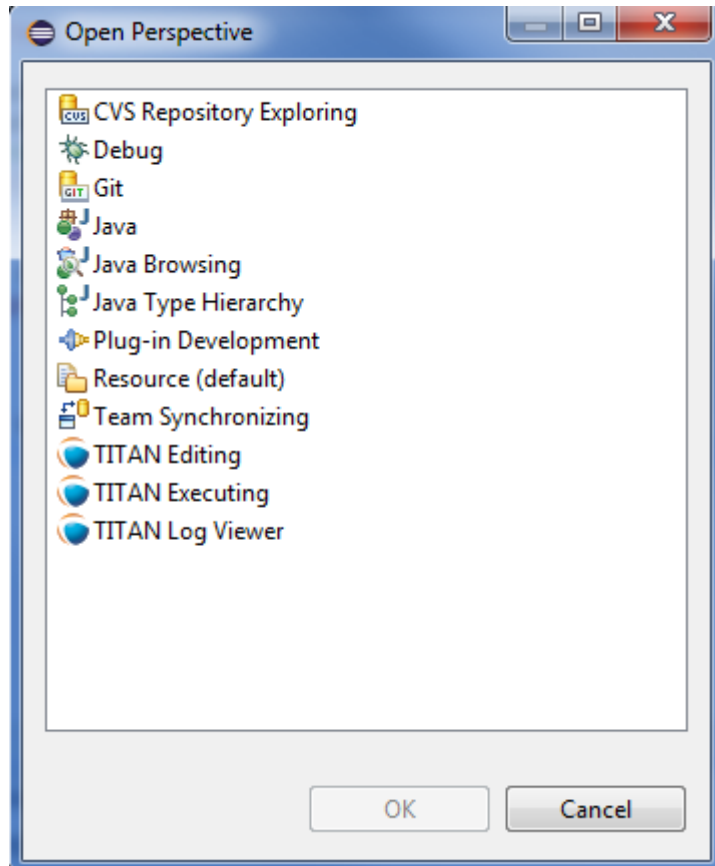 Open Perspective
CVS Repository Exploring
Debug
GIT Git
Java
Java Browsing
Java Type Hierarchy
Plug-in Development
Resource (default)
Team Synchronizing
TITAN Editing
TITAN Executing
TITAN Log Viewer
OK
Cancel